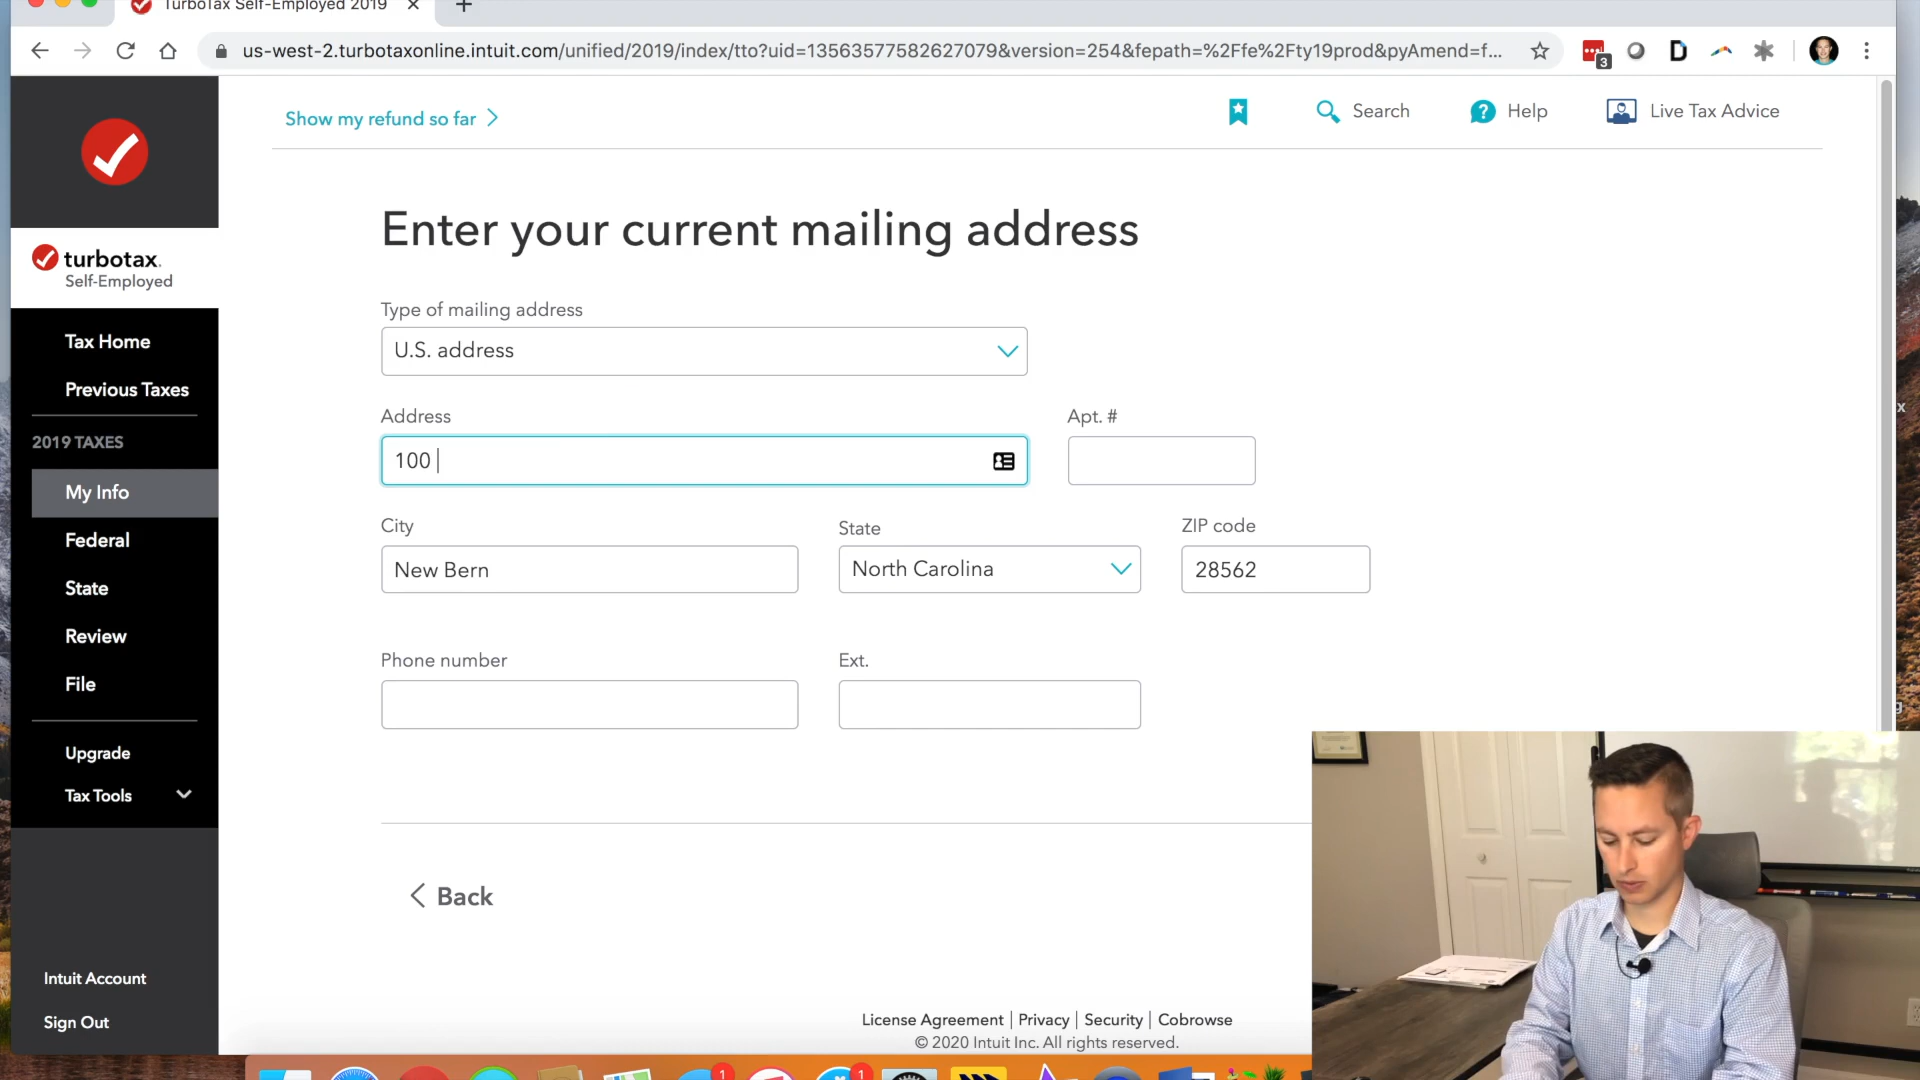 TurboTax Self-Employed 2019
us-west-2.turbotaxonline.intuit.com/unified/2019/index/tto?uid=13563577582627079&version=254&fepath=%2Ffe%2Fty19prod&pyAmend=f...
3
D
Show my refund so far
Search
Help
Live Tax Advice
turbotax.
Self-Employed
Tax Home
Previous Taxes
2019 TAXES
My Info
Federal
State
Review
File
Upgrade
Tax Tools
Intuit Account
Sign Out
Enter your current mailing address
Type of mailing address
U.S. address
Address
Apt. #
100
City
State
ZIP code
New Bern
North Carolina
28562
Phone number
Ext.
Back
License Agreement | Privacy | Security | Cobrowse
© 2020 Intuit Inc. All rights reserved.
1
1